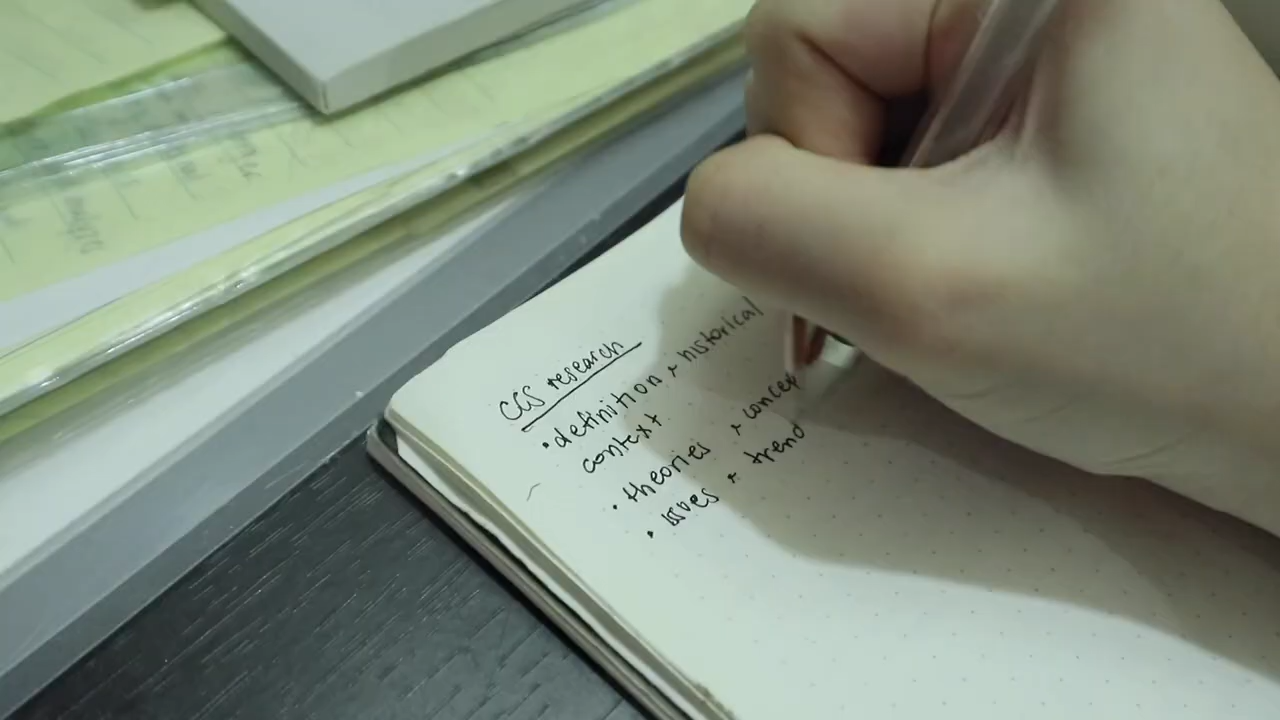 CCS research
• definition + historical
context
• theories + concep
• issues + trend